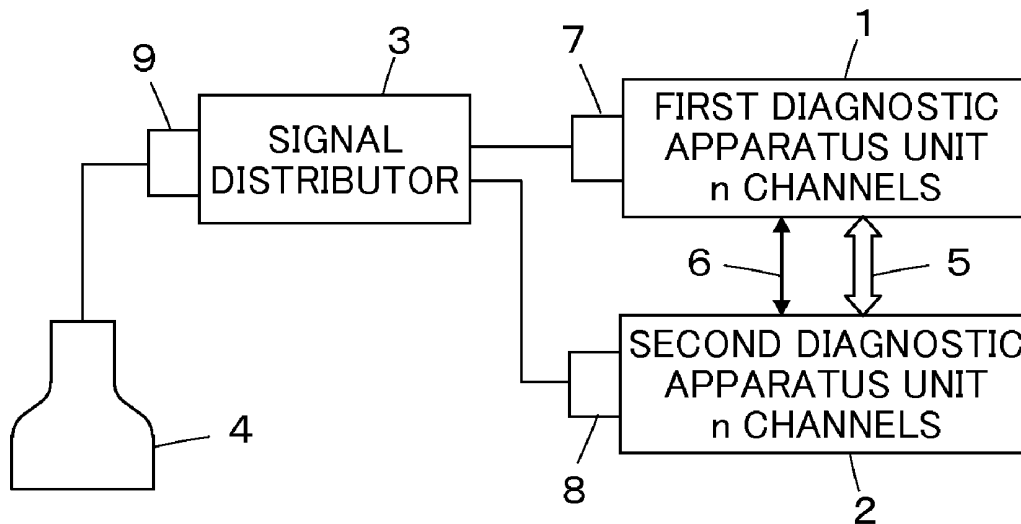 1
3
7
9
FIRST DIAGNOSTIC
APPARATUS UNIT
n CHANNELS
SIGNAL
DISTRIBUTOR
6
5
SECOND DIAGNOSTIC
APPARATUS UNIT
n CHANNELS
4
8
2